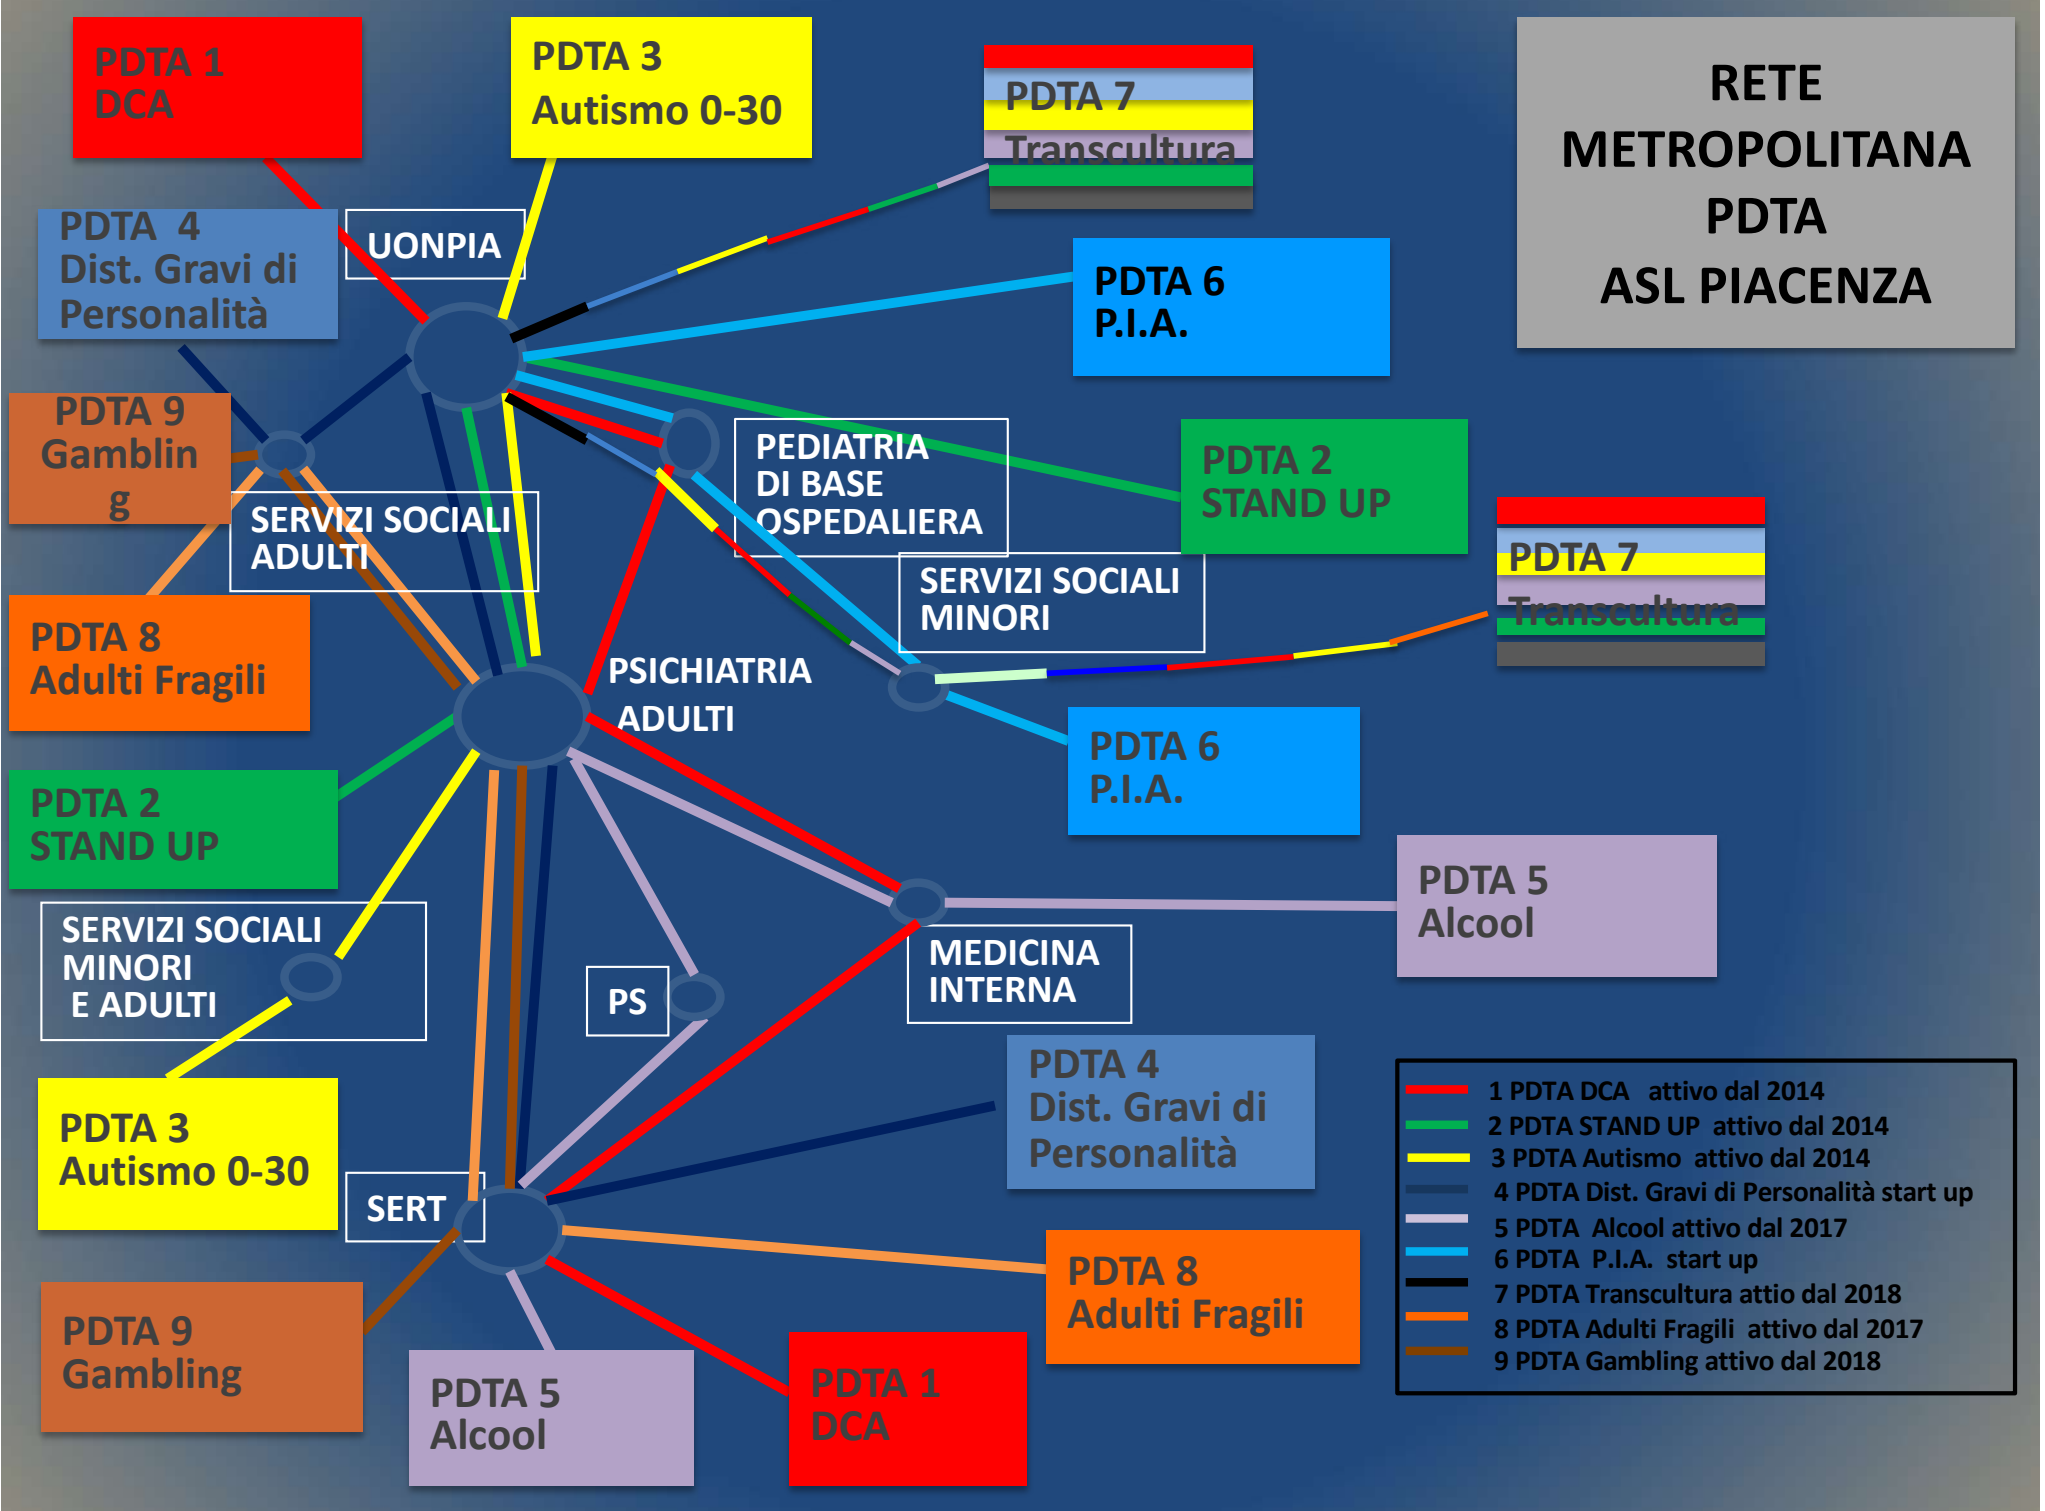 PDTA 1
DCA
PDTA 3
Autismo 0-30
PDTA 7
Transcultura
RETE
METROPOLITANA
PDTA
ASL PIACENZA
PDTA 4
Dist. Gravi di
Personalità
UONPIA
PDTA 6
P.I.A.
PDTA 9
Gamblin
g
PEDIATRIA
DI BASE
OSPEDALIERA
PDTA 2
STAND UP
SERVIZI SOCIALI
ADULTI
SERVIZI SOCIALI
MINORI
PDTA 7
Transcultura
PDTA 8
Adulti Fragili
PSICHIATRIA
ADULTI
PDTA 6
P.I.A.
PDTA 2
STAND UP
PDTA 5
Alcool
SERVIZI SOCIALI
MINORI
E ADULTI
PS
MEDICINA
INTERNA
PDTA 4
Dist. Gravi di
Personalità
PDTA 3
Autismo 0-30
SERT
PDTA 8
Adulti Fragili
PDTA 9
Gambling
PDTA 5
Alcool
PDTA 1
DCA
1 PDTA DCA attivo dal 2014
2 PDTA STAND UP attivo dal 2014
3 PDTA Autismo attivo dal 2014
4 PDTA Dist. Gravi di Personalità start up
5 PDTA Alcool attivo dal 2017
6 PDTA P.I.A. start up
7 PDTA Transcultura attio dal 2018
8 PDTA Adulti Fragili attivo dal 2017
9 PDTA Gambling attivo dal 2018